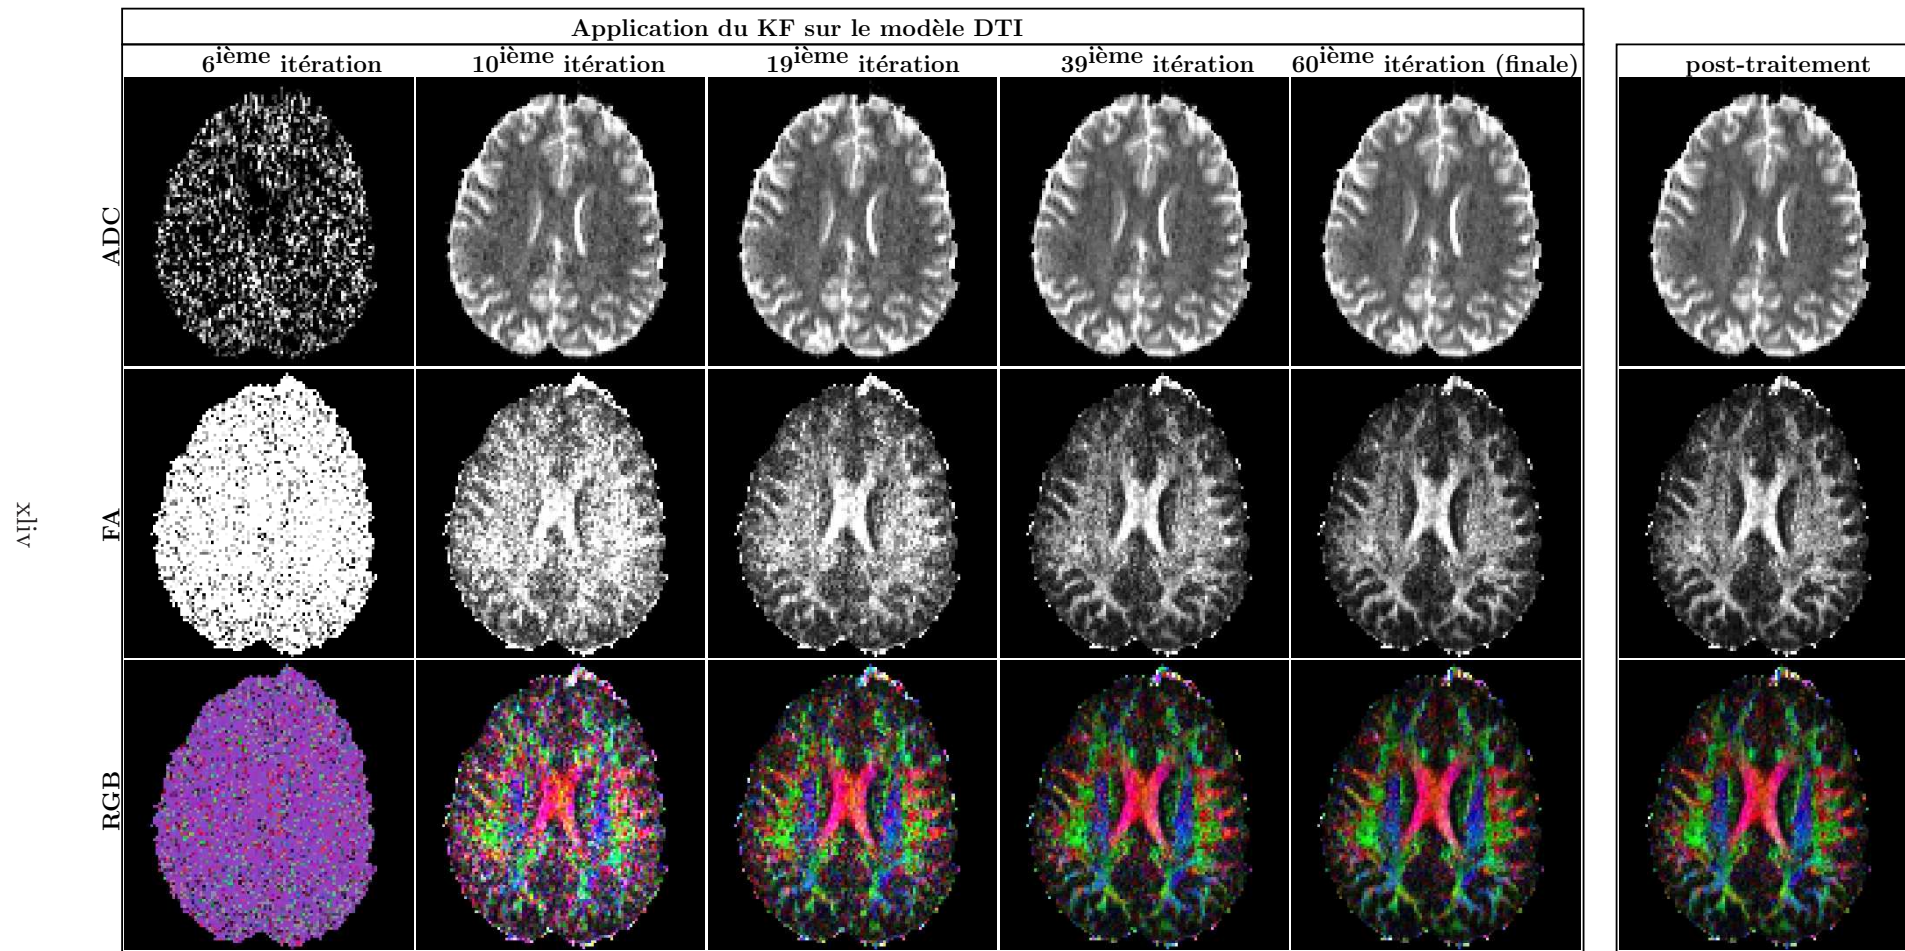 Application du KF sur le modèle DTI
6ième itération
10ième itération
19ième itération
39ième itération
60ième itération (finale)
post-traitement
ADC
FA
RGB
xliv